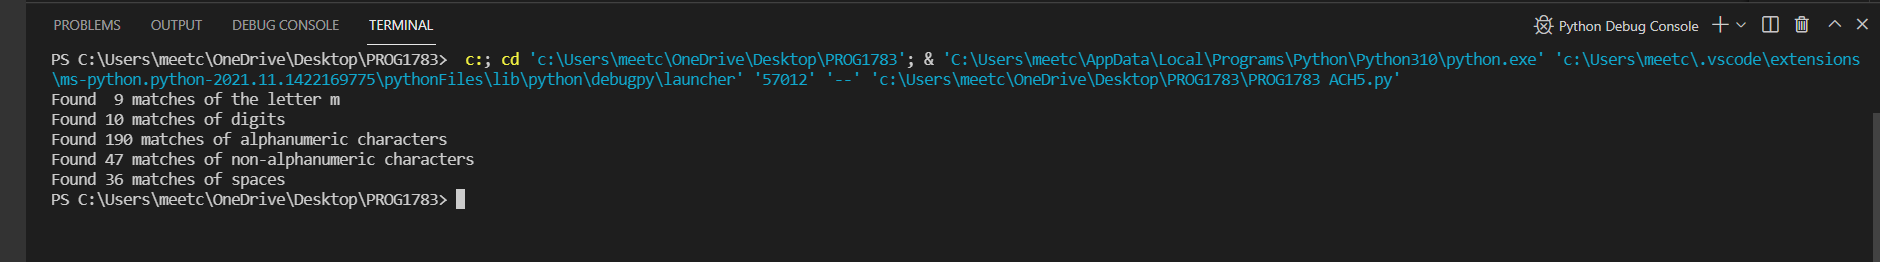 PROBLEMS OUTPUT DEBUG CONSOLE TERMINAL Python Debug Console
PS C:\Users\meetc\OneDrive\Desktop\PROG1783> c:; cd 'c:\Users\meetc\OneDrive\Desktop\PROG1783'; & 'C:\Users\meetc\AppData\Local\Programs\Python\Python310\python.exe' 'c:\Users\meetc\.vscode\extensions
\ms-python.python-2021.11.1422169775\pythonFiles\lib\python\debugpy\launcher' '57012' '--' 'c:\Users\meetc\OneDrive\Desktop\PROG1783\PROG1783 ACH5.py'
Found  9 matches of the letter m
Found 10 matches of digits
Found 190 matches of alphanumeric characters
Found 47 matches of non-alphanumeric characters
Found 36 matches of spaces
PS C:\Users\meetc\OneDrive\Desktop\PROG1783>